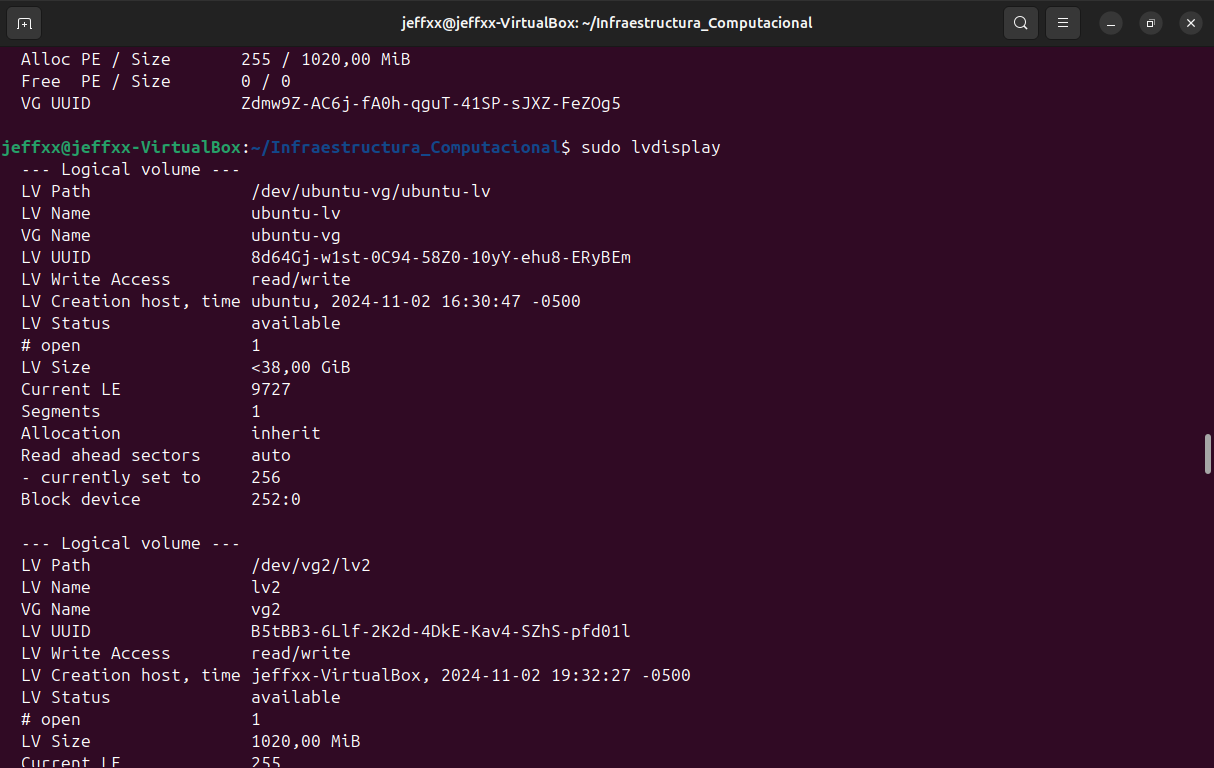 jeffxx@jeffxx-VirtualBox: ~/Infraestructura_Computacional
Alloc PE / Size       255 / 1020,00 MiB
Free  PE / Size       0 / 0
VG UUID               Zdmw9Z-AC6j-fA0h-qguT-41SP-sJXZ-FeZOg5
jeffxx@jeffxx-VirtualBox:~/Infraestructura_Computacional$ sudo lvdisplay
--- Logical volume ---
LV Path                /dev/ubuntu-vg/ubuntu-lv
LV Name                ubuntu-lv
VG Name                ubuntu-vg
LV UUID                8d64Gj-w1st-0C94-58Z0-10yY-ehu8-ERyBEm
LV Write Access        read/write
LV Creation host, time ubuntu, 2024-11-02 16:30:47 -0500
LV Status              available
# open                 1
LV Size                <38,00 GiB
Current LE             9727
Segments               1
Allocation             inherit
Read ahead sectors     auto
- currently set to     256
Block device           252:0
--- Logical volume ---
LV Path                /dev/vg2/lv2
LV Name                lv2
VG Name                vg2
LV UUID                B5tBB3-6Llf-2K2d-4DkE-Kav4-SZhS-pfd01l
LV Write Access        read/write
LV Creation host, time jeffxx-VirtualBox, 2024-11-02 19:32:27 -0500
LV Status              available
# open                 1
LV Size                1020,00 MiB
Current LE             255